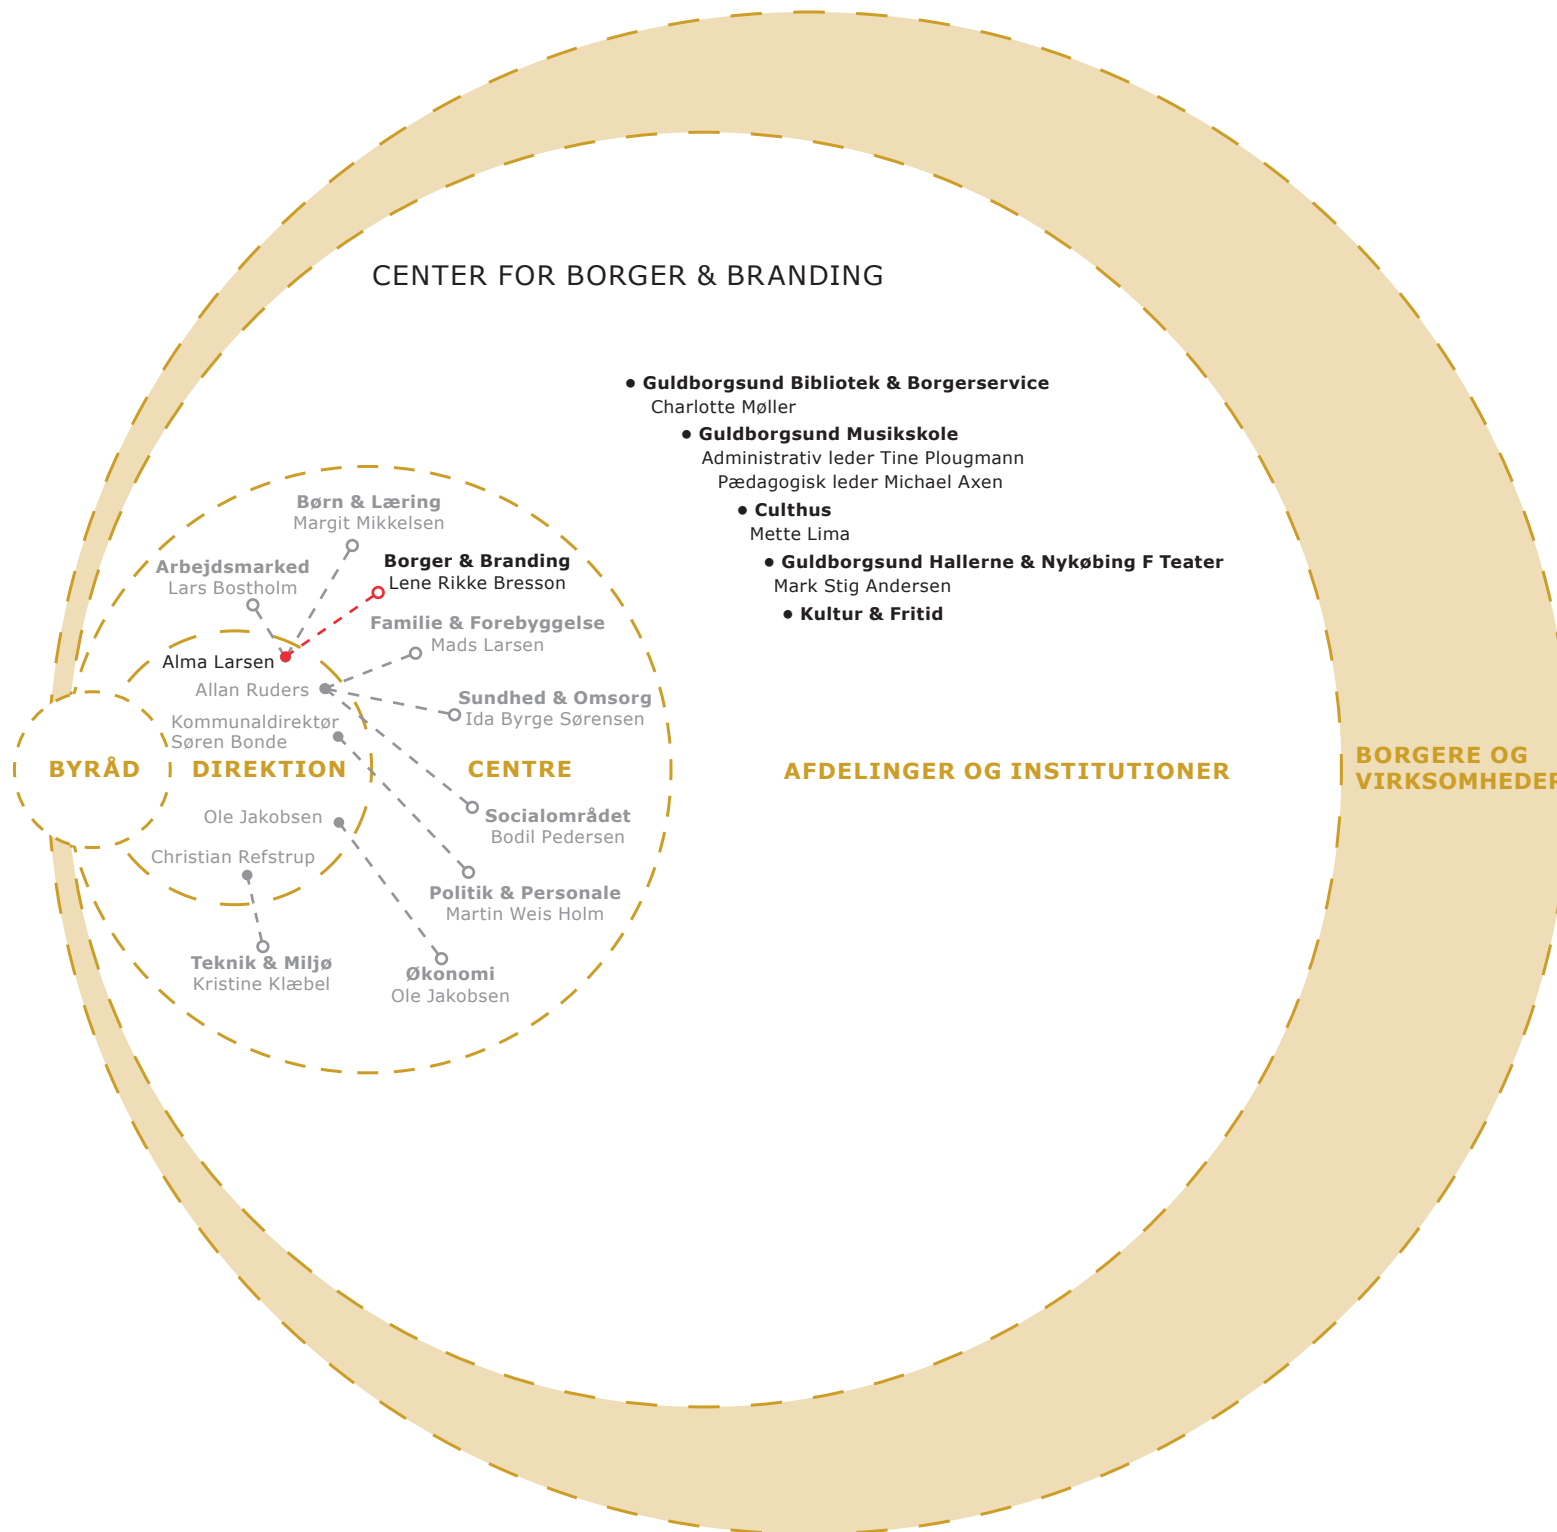 CENTER FOR BORGER & BRANDING
• Guldborgsund Bibliotek & Borgerservice
Charlotte Møller
• Guldborgsund Musikskole
Administrativ leder Tine Plougmann
Pædagogisk leder Michael Axen
• Culthus
Mette Lima
• Guldborgsund Hallerne & Nykøbing F Teater
Mark Stig Andersen
• Kultur & Fritid
Børn & Læring
Margit Mikkelsen
Arbejdsmarked
Lars Bostholm
Borger & Branding
Lene Rikke Bresson
Familie & Forebyggelse
Mads Larsen
Alma Larsen
Allan Ruders
Sundhed & Omsorg
Ida Byrge Sørensen
Kommunaldirektør
Søren Bonde
BYRÅD
DIREKTION
CENTRE
AFDELINGER OG INSTITUTIONER
BORGERE OG
VIRKSOMHEDER
Ole Jakobsen
Socialområdet
Bodil Pedersen
Christian Refstrup
Politik & Personale
Martin Weis Holm
Teknik & Miljø
Kristine Klæbel
Økonomi
Ole Jakobsen